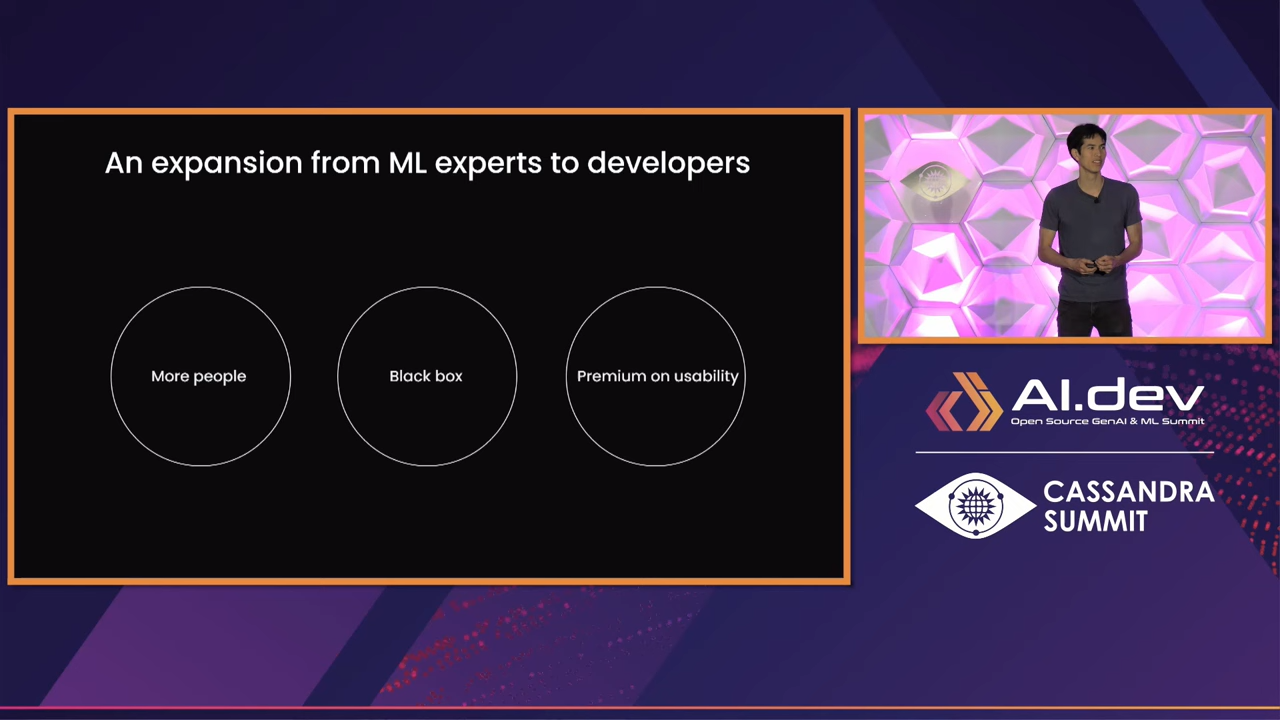 An expansion from ML experts to developers
More people
Black box
Premium on usability
AI.dev
Open Source GenAI & ML Summit
CASSANDRA
SUMMIT